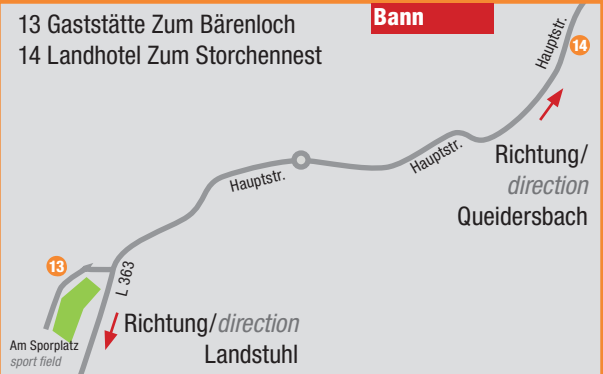 13 Gaststätte Zum Bärenloch
14 Landhotel Zum Storchennest
Bann
Hauptstr.
14
Hauptstr.
Hauptstr.
Richtung/
direction
Queidersbach
13
L 363
Richtung/direction
Landstuhl
Am Sporplatz
sport field